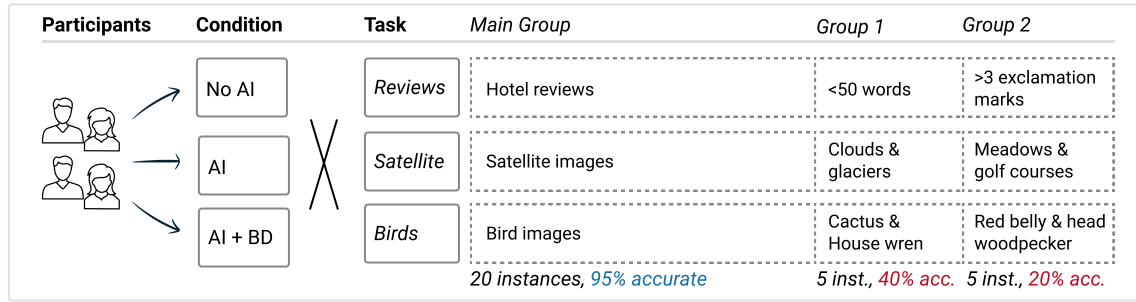 Participants Condition Task Main Group Group 1 Group 2
No AI Reviews Hotel reviews <50 words >3 exclamation
marks
AI Satellite Satellite images Clouds & Meadows &
glaciers golf courses
AI + BD Birds Bird images Cactus & Red belly & head
House wren woodpecker
20 instances, 95% accurate 5 inst., 40% acc. 5 inst., 20% acc.